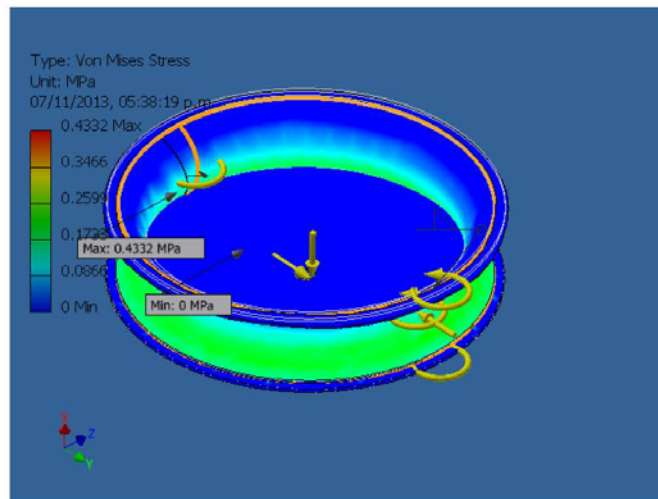 Type: Von Mises Stress
Unit: MPa
07/11/2013, 05:38:19 p.m.
0.4332 Max
0.3466
0.2599
0.1733
Max: 0.4332 MPa
0.0866
Min: 0 MPa
0 Min
X
Z
Y